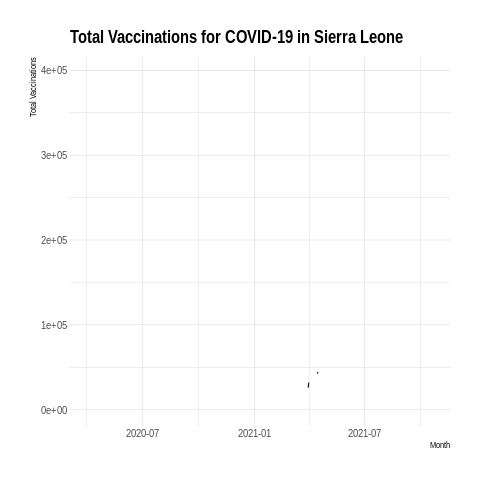 Total Vaccinations for COVID-19 in Sierra Leone
Total Vaccinations
4e+05
3e+05
2e+05
1e+05
0e+00
2020-07 2021-01 2021-07
Month